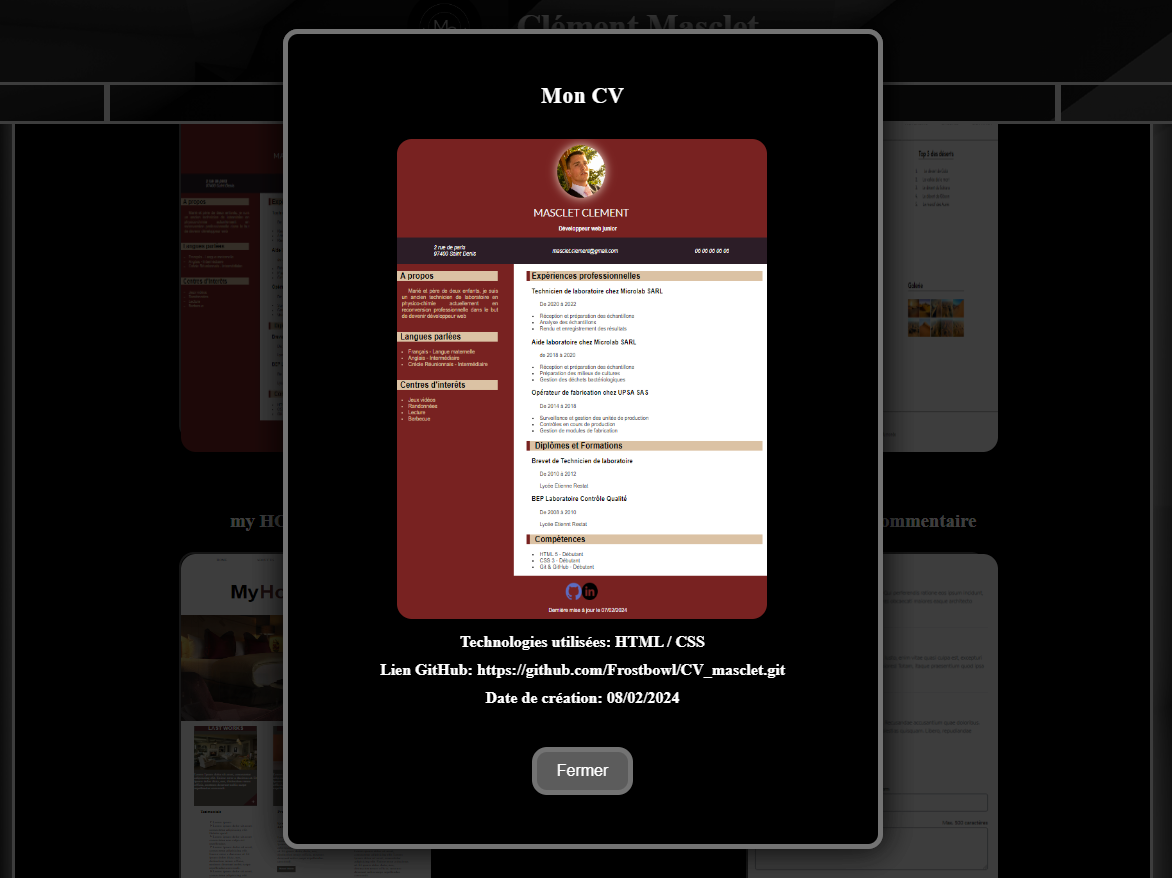 Clément Masclet
Mon CV
MASCLET CLEMENT
Développeur web junior
2 rue de paris
97400 Saint Denis
masclet.clement@gmail.com
00 00 00 00 00
A propos
Marié et père de deux enfants, je suis
un ancien technicien de laboratoire en
physico-chimie actuellement en
reconversion professionnelle dans le but
de devenir développeur web
Langues parlées
Français - Langue maternelle
Anglais - Intermédiaire
Créole Réunionnais - Intermédiaire
Centres d'interêts
Jeux vidéos
Randonnées
Lecture
Barbecue
Expériences professionnelles
Technicien de laboratoire chez Microlab SARL
De 2020 à 2022
Réception et préparation des échantillons
Analyse des échantillons
Rendu et enregistrement des résultats
Aide laboratoire chez Microlab SARL
de 2018 à 2020
Réception et préparation des échantillons
Préparation des milieux de cultures
Gestion des déchets bactériologiques
Opérateur de fabrication chez UPSA SAS
De 2014 à 2018
Surveillance et gestion des unités de production
Contrôles en cours de production
Gestion de modules de fabrication
Diplômes et Formations
Brevet de Technicien de laboratoire
De 2010 à 2012
Lycée Etienne Restat
BEP Laboratoire Contrôle Qualité
De 2008 à 2010
Lycée Etienne Restat
Compétences
HTML 5 - Débutant
CSS 3 - Débutant
Git & GitHub - Débutant
Dernière mise à jour le 07/02/2024
Technologies utilisées: HTML / CSS
Lien GitHub: https://github.com/Frostbowl/CV_masclet.git
Date de création: 08/02/2024
Fermer
A propos
Langues parlées
Centres d'interêts
Top 5 des déserts
Galerie
my HO
ommentaire
MyHo